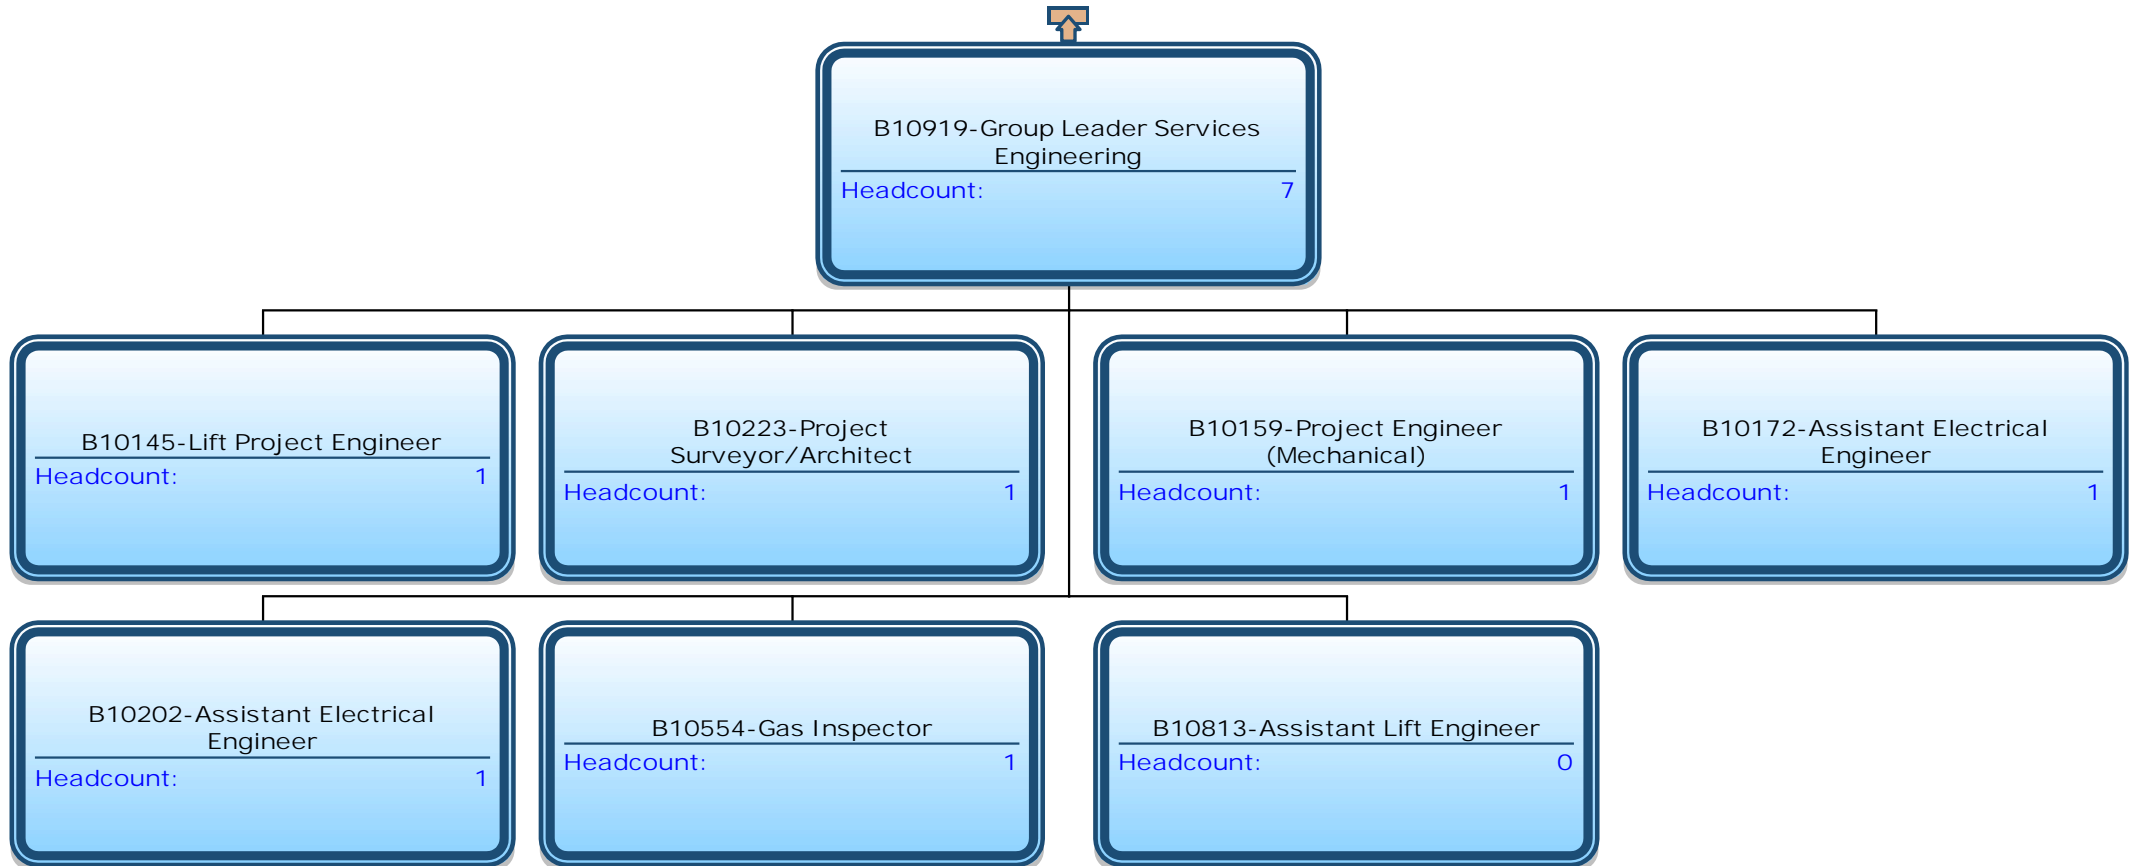 B10919-Group Leader Services
Engineering
Headcount: 7
B10145-Lift Project Engineer
Headcount: 1
B10223-Project
Surveyor/Architect
Headcount: 1
B10159-Project Engineer
(Mechanical)
Headcount: 1
B10172-Assistant Electrical
Engineer
Headcount: 1
B10202-Assistant Electrical
Engineer
Headcount: 1
B10554-Gas Inspector
Headcount: 1
B10813-Assistant Lift Engineer
Headcount: 0